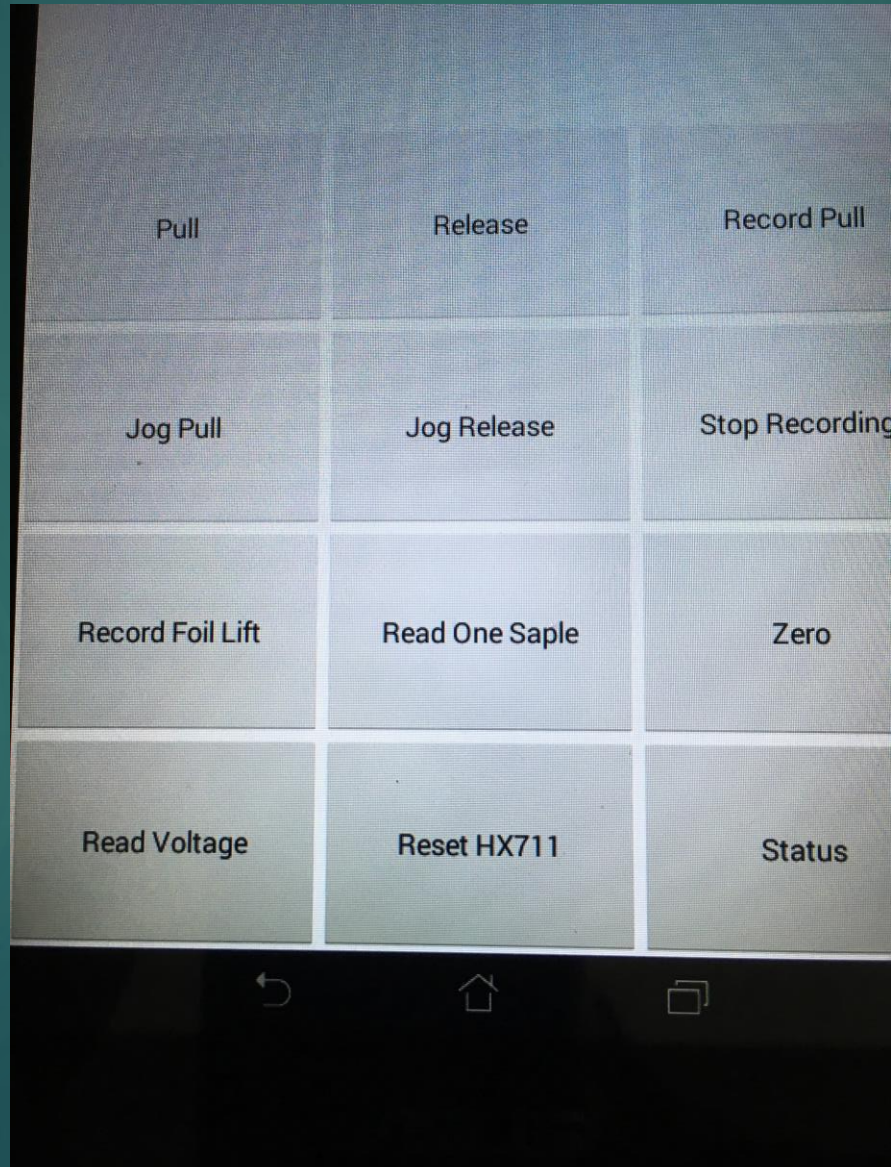 Pull
Release
Record Pull
Jog Pull
Jog Release
Stop Recording
Record Foil Lift
Read One Saple
Zero
Read Voltage
Reset HX711
Status